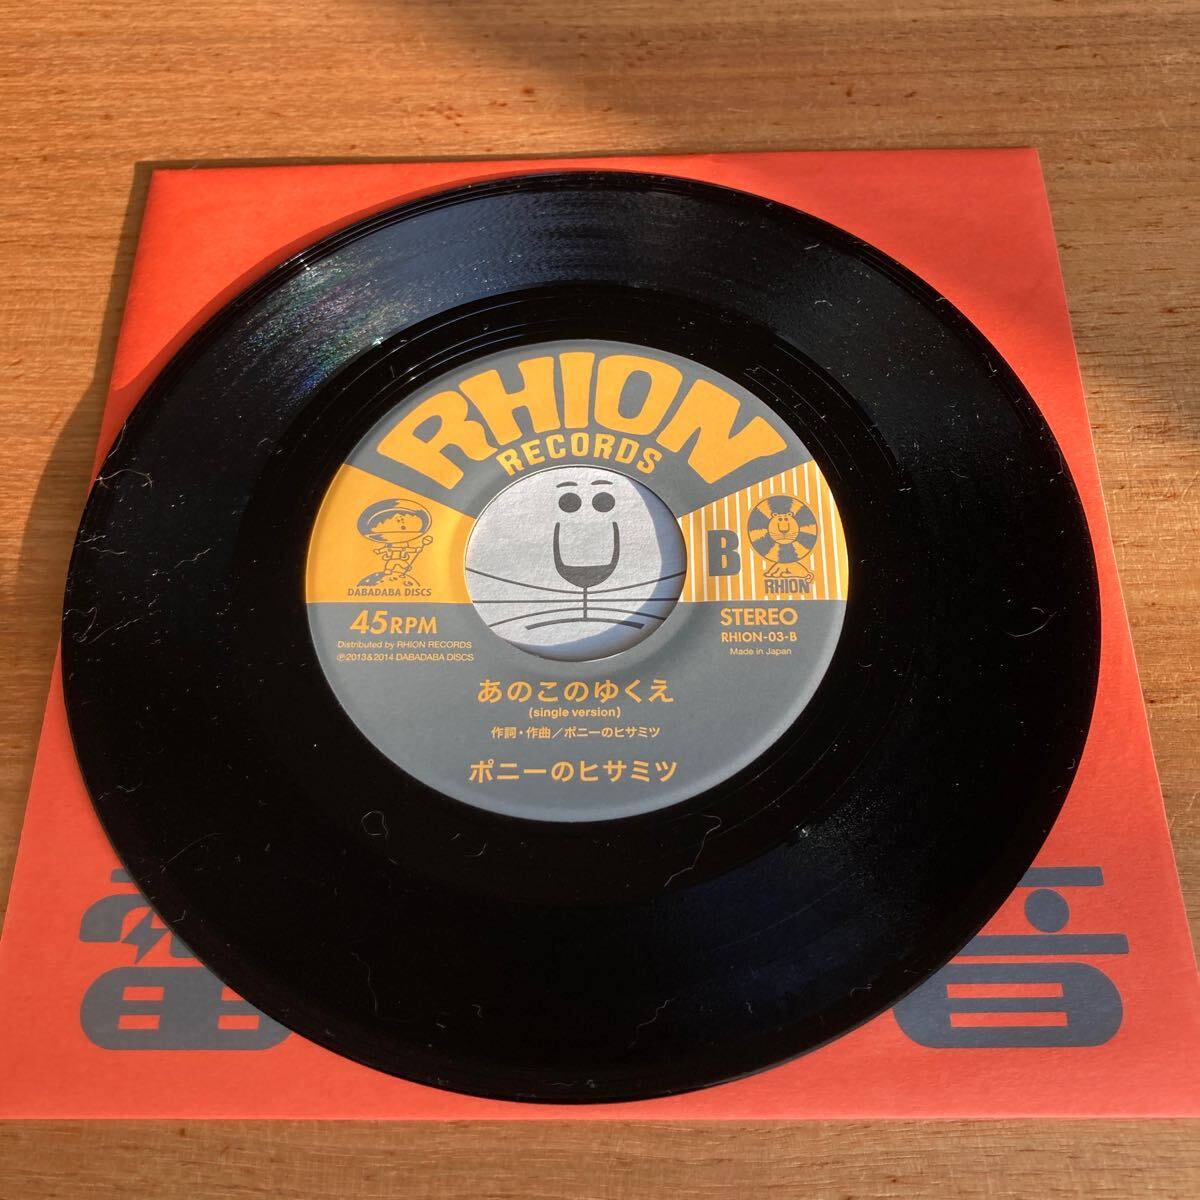 RHION
RECORDS
DABADABA DISCS
B
RHION
45RPM
STEREO
Distributed by RHION RECORDS
RHION-03-B
℗2013&2014 DABADABA DISCS
Made in Japan
あのこのゆくえ
(single version)
作詞・作曲／ポニーのヒサミツ
ポニーのヒサミツ